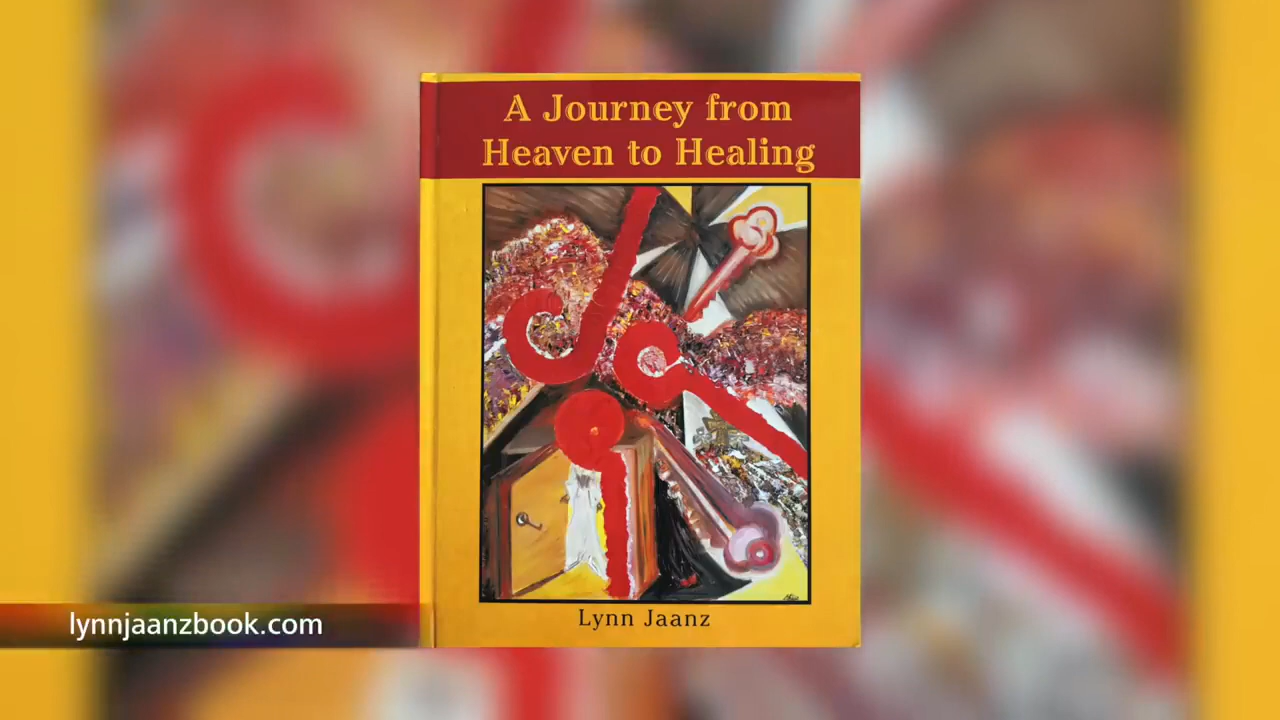 A Journey from
Heaven to Healing
Lynn Jaanz
lynnjaanzbook.com